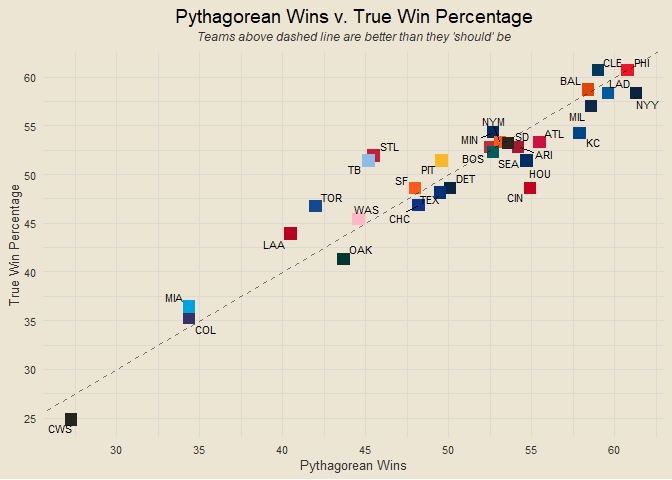 Pythagorean Wins v. True Win Percentage
Teams above dashed line are better than they 'should' be
True Win Percentage
60
55
50
45
40
35
30
25
CLE
PHI
BAL
LAD
NYY
MIL
NYM
MIN
SD
ATL
KC
STL
BOS
ARI
TB
PIT
SEA
HOU
SF
DET
CIN
TOR
TEX
WAS
CHC
LAA
OAK
MIA
COL
CWS
30
35
40
45
50
55
60
Pythagorean Wins